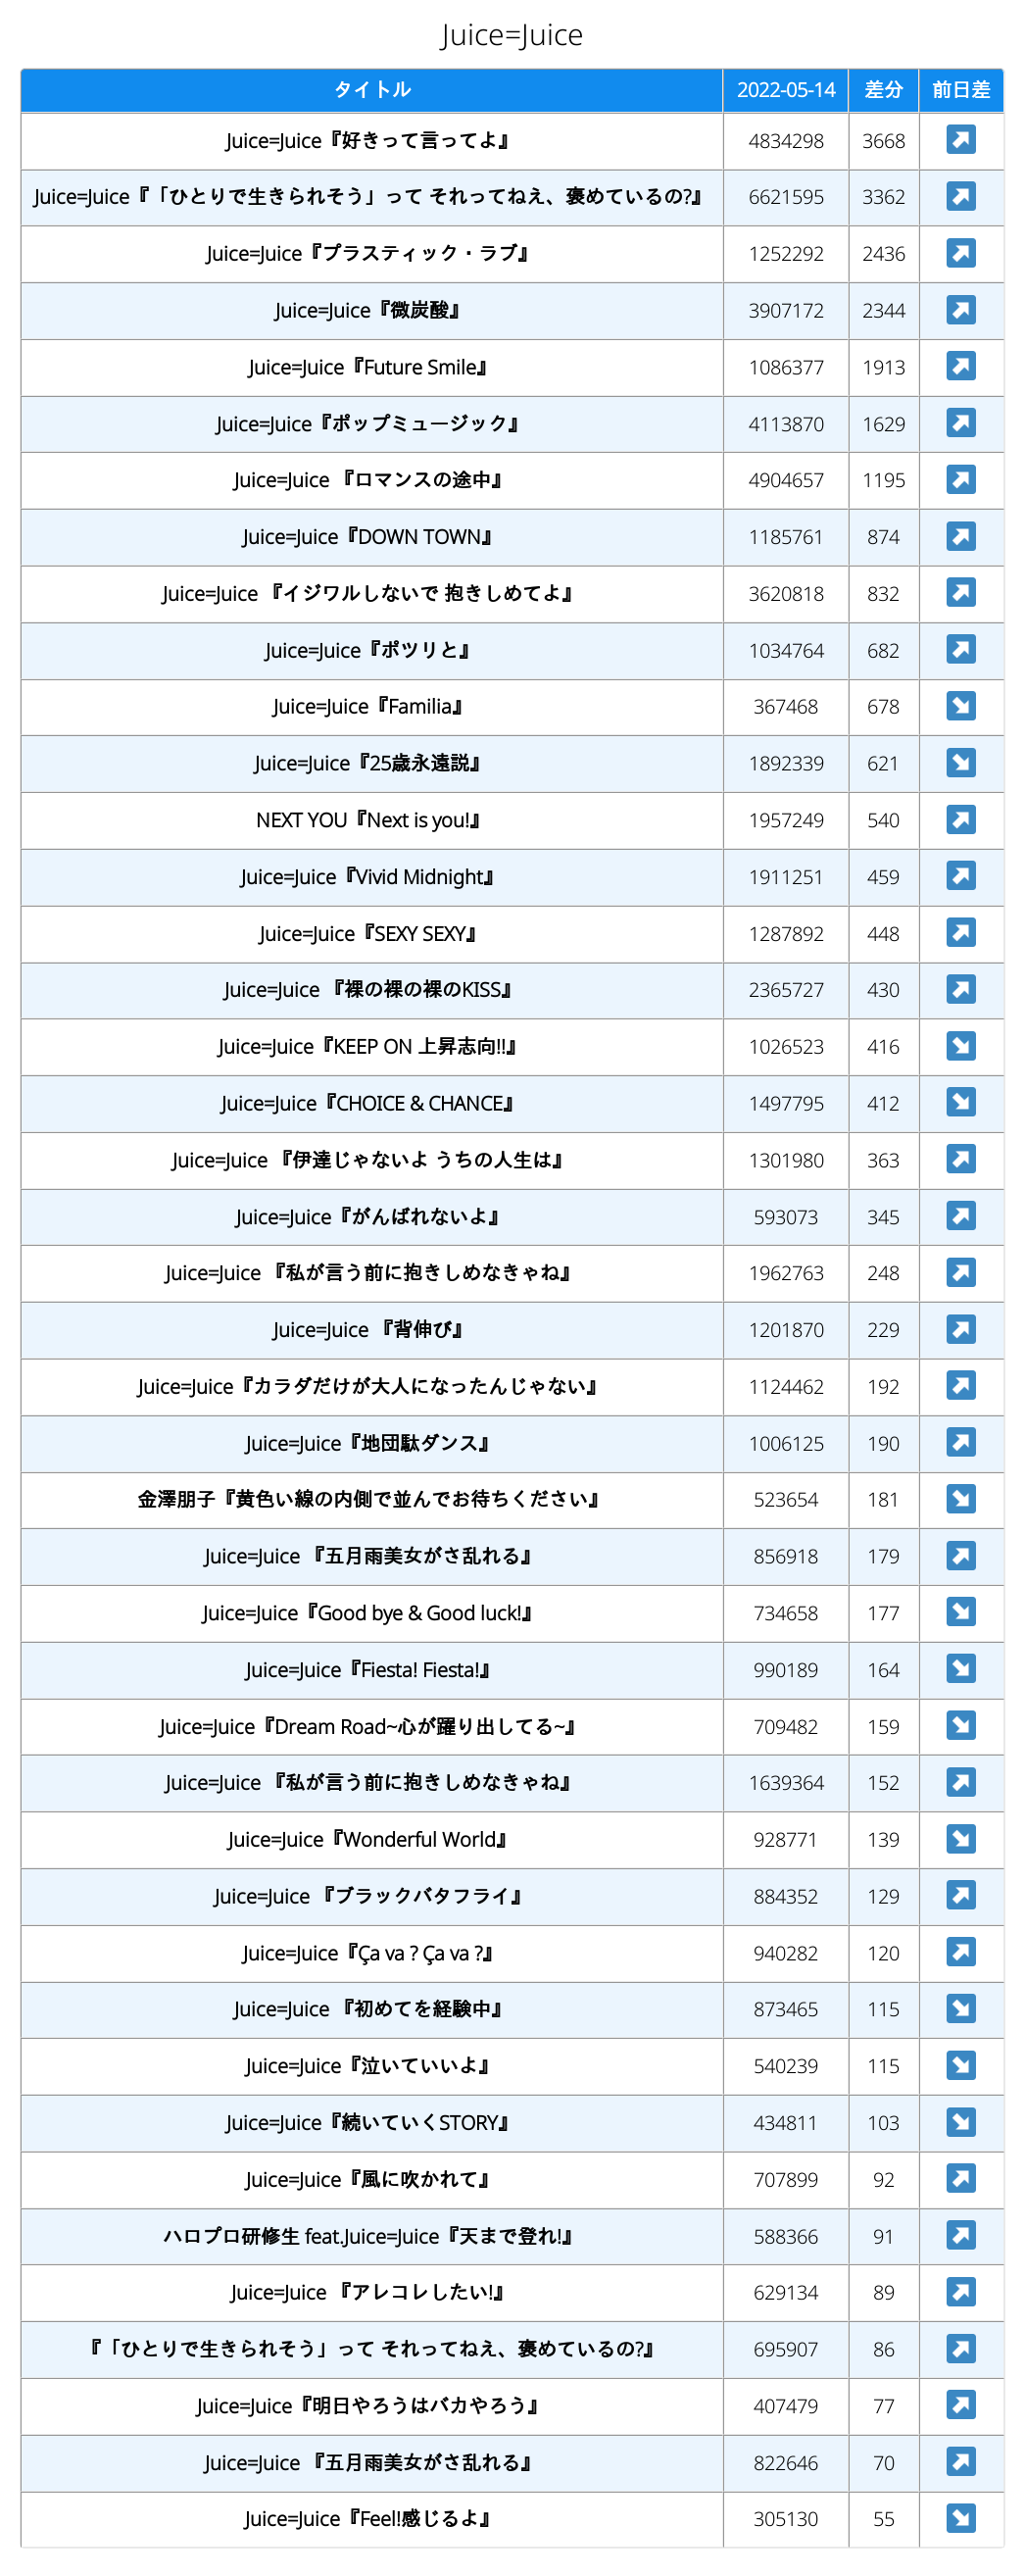 Juice=Juice
タイトル 2022-05-14 差分 前日差
Juice=Juice『好きって言ってよ』 4834298 3668 ↗
Juice=Juice『「ひとりで生きられそう」って それってねえ、褒めているの?』 6621595 3362 ↗
Juice=Juice『プラスティック・ラブ』 1252292 2436 ↗
Juice=Juice『微炭酸』 3907172 2344 ↗
Juice=Juice『Future Smile』 1086377 1913 ↗
Juice=Juice『ポップミュージック』 4113870 1629 ↗
Juice=Juice 『ロマンスの途中』 4904657 1195 ↗
Juice=Juice『DOWN TOWN』 1185761 874 ↗
Juice=Juice 『イジワルしないで 抱きしめてよ』 3620818 832 ↗
Juice=Juice『ポツリと』 1034764 682 ↗
Juice=Juice『Familia』 367468 678 ↘
Juice=Juice『25歳永遠説』 1892339 621 ↘
NEXT YOU『Next is you!』 1957249 540 ↗
Juice=Juice『Vivid Midnight』 1911251 459 ↗
Juice=Juice『SEXY SEXY』 1287892 448 ↗
Juice=Juice 『裸の裸の裸のKISS』 2365727 430 ↗
Juice=Juice『KEEP ON 上昇志向!!』 1026523 416 ↘
Juice=Juice『CHOICE & CHANCE』 1497795 412 ↘
Juice=Juice 『伊達じゃないよ うちの人生は』 1301980 363 ↗
Juice=Juice『がんばれないよ』 593073 345 ↗
Juice=Juice 『私が言う前に抱きしめなきゃね』 1962763 248 ↗
Juice=Juice 『背伸び』 1201870 229 ↗
Juice=Juice『カラダだけが大人になったんじゃない』 1124462 192 ↗
Juice=Juice『地団駄ダンス』 1006125 190 ↗
金澤朋子『黄色い線の内側で並んでお待ちください』 523654 181 ↘
Juice=Juice 『五月雨美女がさ乱れる』 856918 179 ↗
Juice=Juice『Good bye & Good luck!』 734658 177 ↘
Juice=Juice『Fiesta! Fiesta!』 990189 164 ↘
Juice=Juice『Dream Road~心が躍り出してる~』 709482 159 ↘
Juice=Juice 『私が言う前に抱きしめなきゃね』 1639364 152 ↗
Juice=Juice『Wonderful World』 928771 139 ↘
Juice=Juice 『ブラックバタフライ』 884352 129 ↗
Juice=Juice『Ça va ? Ça va ?』 940282 120 ↗
Juice=Juice 『初めてを経験中』 873465 115 ↘
Juice=Juice『泣いていいよ』 540239 115 ↘
Juice=Juice『続いていくSTORY』 434811 103 ↘
Juice=Juice『風に吹かれて』 707899 92 ↗
ハロプロ研修生 feat.Juice=Juice『天まで登れ!』 588366 91 ↗
Juice=Juice 『アレコレしたい!』 629134 89 ↗
『「ひとりで生きられそう」って それってねえ、褒めているの?』 695907 86 ↗
Juice=Juice『明日やろうはバカやろう』 407479 77 ↗
Juice=Juice 『五月雨美女がさ乱れる』 822646 70 ↗
Juice=Juice『Feel!感じるよ』 305130 55 ↘